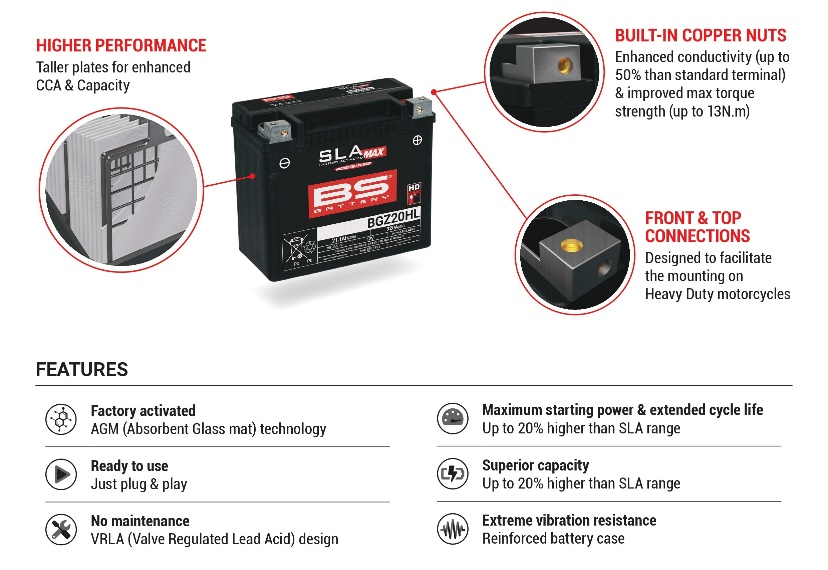 HIGHER PERFORMANCE
Taller plates for enhanced
CCA & Capacity
BUILT-IN COPPER NUTS
Enhanced conductivity (up to
50% than standard terminal)
& improved max torque
strength (up to 13N.m)
SLA MAX
BS
BATTERY
HD
BGZ20HL
FRONT & TOP
CONNECTIONS
Designed to facilitate
the mounting on
Heavy Duty motorcycles
FEATURES
Factory activated
AGM (Absorbent Glass mat) technology
Ready to use
Just plug & play
No maintenance
VRLA (Valve Regulated Lead Acid) design
Maximum starting power & extended cycle life
Up to 20% higher than SLA range
Superior capacity
Up to 20% higher than SLA range
Extreme vibration resistance
Reinforced battery case